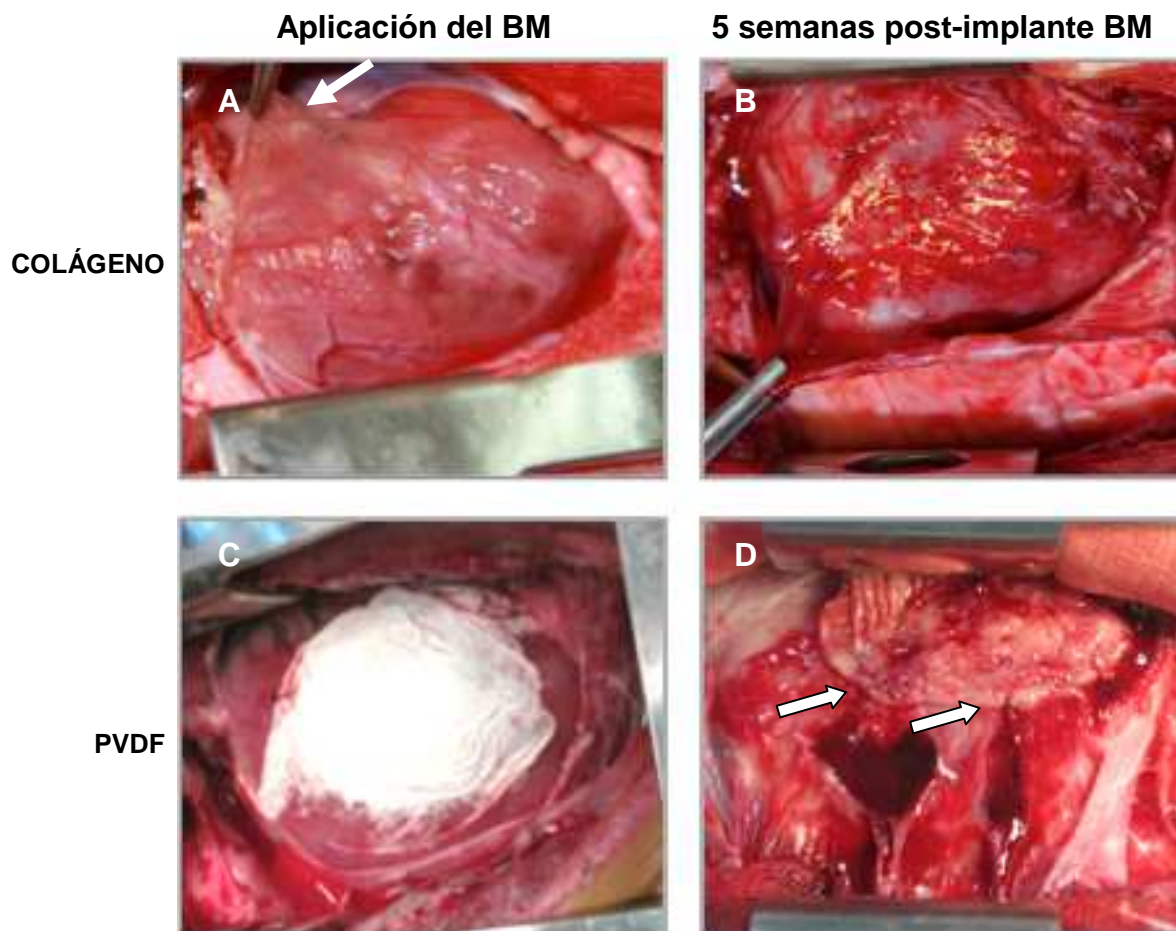 Aplicación del BM
5 semanas post-implante BM
A
B
COLÁGENO
C
D
PVDF